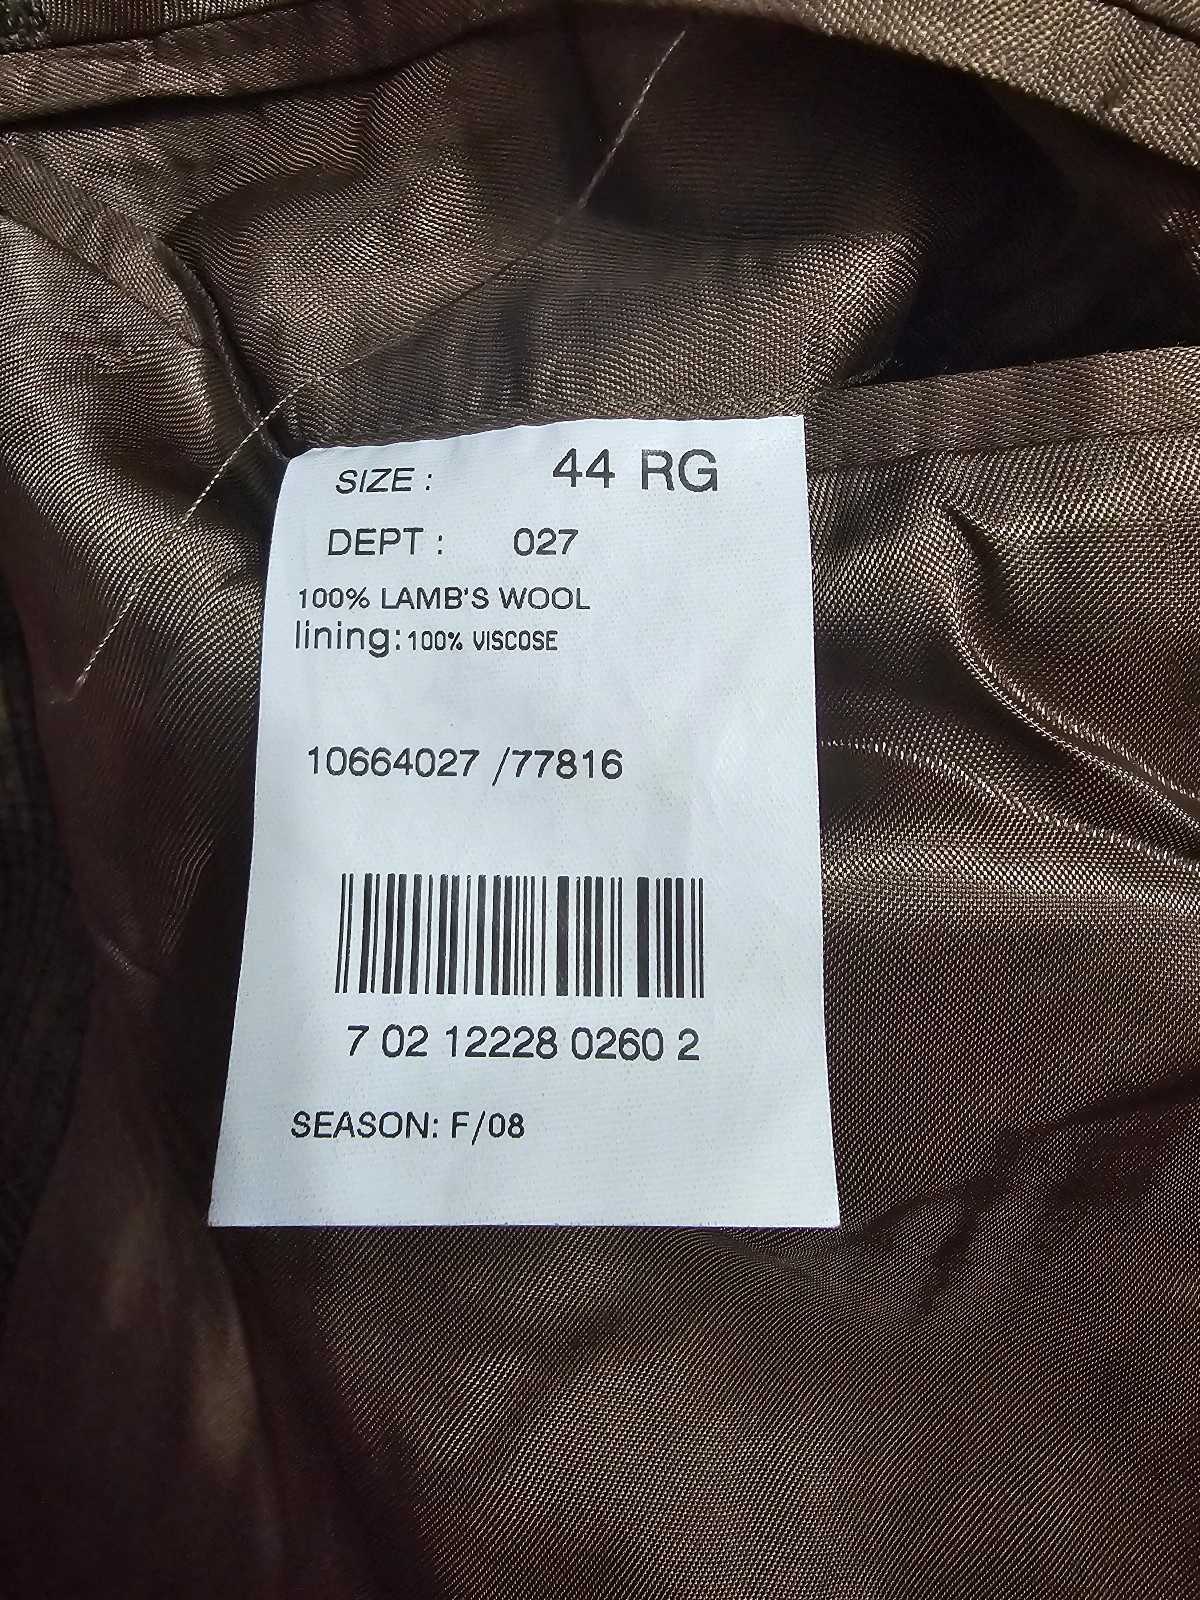 SIZE : 44 RG
DEPT : 027
100% LAMB'S WOOL
lining: 100% VISCOSE
10664027 /77816
7 02 12228 0260 2
SEASON: F/08